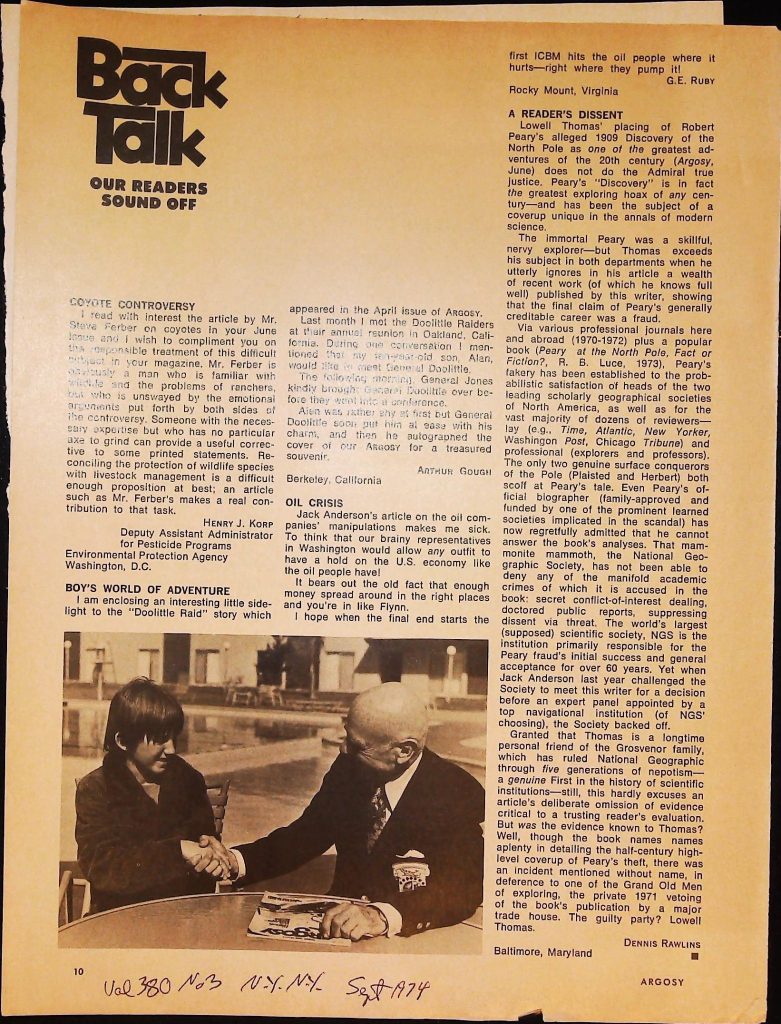 Back
Talk
OUR READERS
SOUND OFF
COYOTE CONTROVERSY
I read with interest the article by Mr.
Steve Ferber on coyotes in your June
issue and I wish to compliment you on
the responsible treatment of this difficult
subject in your magazine. Mr. Ferber is
obviously a man who is familiar with
wildlife and the problems of ranchers,
but who is unswayed by the emotional
arguments put forth by both sides of
the controversy. Someone with the neces-
sary expertise but who has no particular
axe to grind can provide a useful correc-
tive to some printed statements. Re-
conciling the protection of wildlife species
with livestock management is a difficult
enough proposition at best; an article
such as Mr. Ferber's makes a real con-
tribution to that task.
HENRY J. KORP
Deputy Assistant Administrator
for Pesticide Programs
Environmental Protection Agency
Washington, D.C.
BOY'S WORLD OF ADVENTURE
I am enclosing an interesting little side-
light to the "Doolittle Raid" story which
appeared in the April issue of ARGOSY.
Last month I met the Doolittle Raiders
at their annual reunion in Oakland, Cali-
fornia. During one conversation I men-
tioned that my ten-year-old son, Alan,
would like to meet General Doolittle.
The following morning, General Jones
kindly brought General Doolittle over be-
fore they went into a conference.
Alan was rather shy at first but General
Doolittle soon put him at ease with his
charm, and then he autographed the
cover of our ARGOSY for a treasured
souvenir.
ARTHUR GOUGH
Berkeley, California
OIL CRISIS
Jack Anderson's article on the oil com-
panies' manipulations makes me sick.
To think that our brainy representatives
in Washington would allow any outfit to
have a hold on the U.S. economy like
the oil people have!
It bears out the old fact that enough
money spread around in the right places
and you're in like Flynn.
I hope when the final end starts the
first ICBM hits the oil people where it
hurts—right where they pump it!
G.E. RUBY
Rocky Mount, Virginia
A READER'S DISSENT
Lowell Thomas' placing of Robert
Peary's alleged 1909 Discovery of the
North Pole as one of the greatest ad-
ventures of the 20th century (Argosy,
June) does not do the Admiral true
justice. Peary's "Discovery" is in fact
the greatest exploring hoax of any cen-
tury—and has been the subject of a
coverup unique in the annals of modern
science.
The immortal Peary was a skillful,
nervy explorer—but Thomas exceeds
his subject in both departments when he
utterly ignores in his article a wealth
of recent work (of which he knows full
well) published by this writer, showing
that the final claim of Peary's generally
creditable career was a fraud.
Via various professional journals here
and abroad (1970-1972) plus a popular
book (Peary at the North Pole, Fact or
Fiction?, R. B. Luce, 1973), Peary's
fakery has been established to the prob-
abilistic satisfaction of heads of the two
leading scholarly geographical societies
of North America, as well as for the
vast majority of dozens of reviewers—
lay (e.g., Time, Atlantic, New Yorker,
Washingon Post, Chicago Tribune) and
professional (explorers and professors).
The only two genuine surface conquerors
of the Pole (Plaisted and Herbert) both
scoff at Peary's tale. Even Peary's of-
ficial biographer (family-approved and
funded by one of the prominent learned
societies implicated in the scandal) has
now regretfully admitted that he cannot
answer the book's analyses. That mam-
monite mammoth, the National Geo-
graphic Society, has not been able to
deny any of the manifold academic
crimes of which it is accused in the
book: secret conflict-of-interest dealing,
doctored public reports, suppressing
dissent via threat. The world's largest
(supposed) scientific society, NGS is the
institution primarily responsible for the
Peary fraud's initial success and general
acceptance for over 60 years. Yet when
Jack Anderson last year challenged the
Society to meet this writer for a decision
before an expert panel appointed by a
top navigational institution (of NGS'
choosing), the Society backed off.
Granted that Thomas is a longtime
personal friend of the Grosvenor family,
which has ruled National Geographic
through five generations of nepotism—
a genuine First in the history of scientific
institutions—still, this hardly excuses an
article's deliberate omission of evidence
critical to a trusting reader's evaluation.
But was the evidence known to Thomas?
Well, though the book names names
aplenty in detailing the half-century high-
level coverup of Peary's theft, there was
an incident mentioned without name, in
deference to one of the Grand Old Men
of exploring, the private 1971 vetoing
of the book's publication by a major
trade house. The guilty party? Lowell
Thomas.
DENNIS RAWLINS
Baltimore, Maryland
Argosy
10
Vol 380 No3 N.Y. N.Y. Sept 1974
ARGOSY